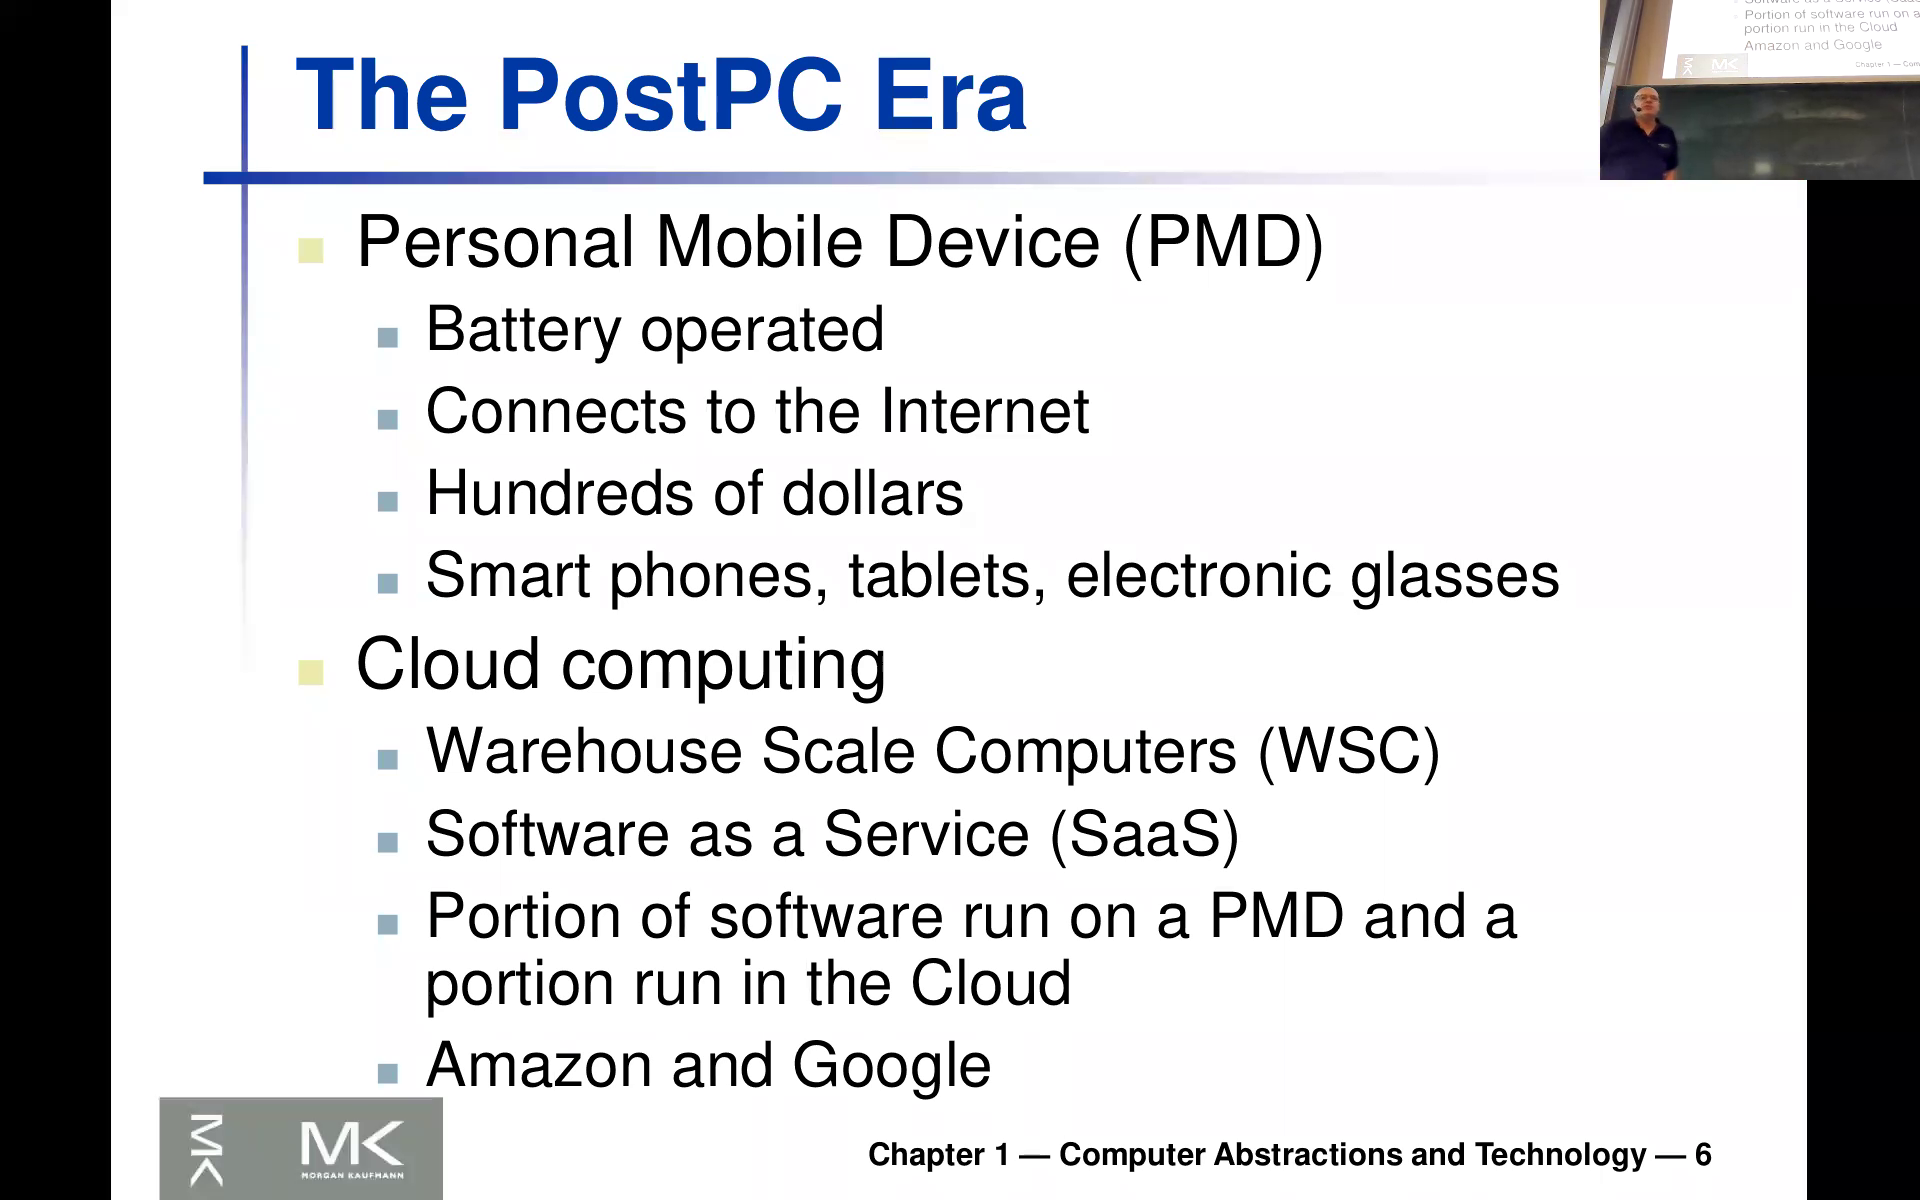 The PostPC Era
Personal Mobile Device (PMD)
Battery operated
Connects to the Internet
Hundreds of dollars
Smart phones, tablets, electronic glasses
Cloud computing
Warehouse Scale Computers (WSC)
Software as a Service (SaaS)
Portion of software run on a PMD and a
portion run in the Cloud
Amazon and Google
MK
MK
MORGAN KAUFMANN
Chapter 1 — Computer Abstractions and Technology — 6
Portion of software run on a
portion run in the Cloud
Amazon and Google
MK
MK
Chapter 1 — Com